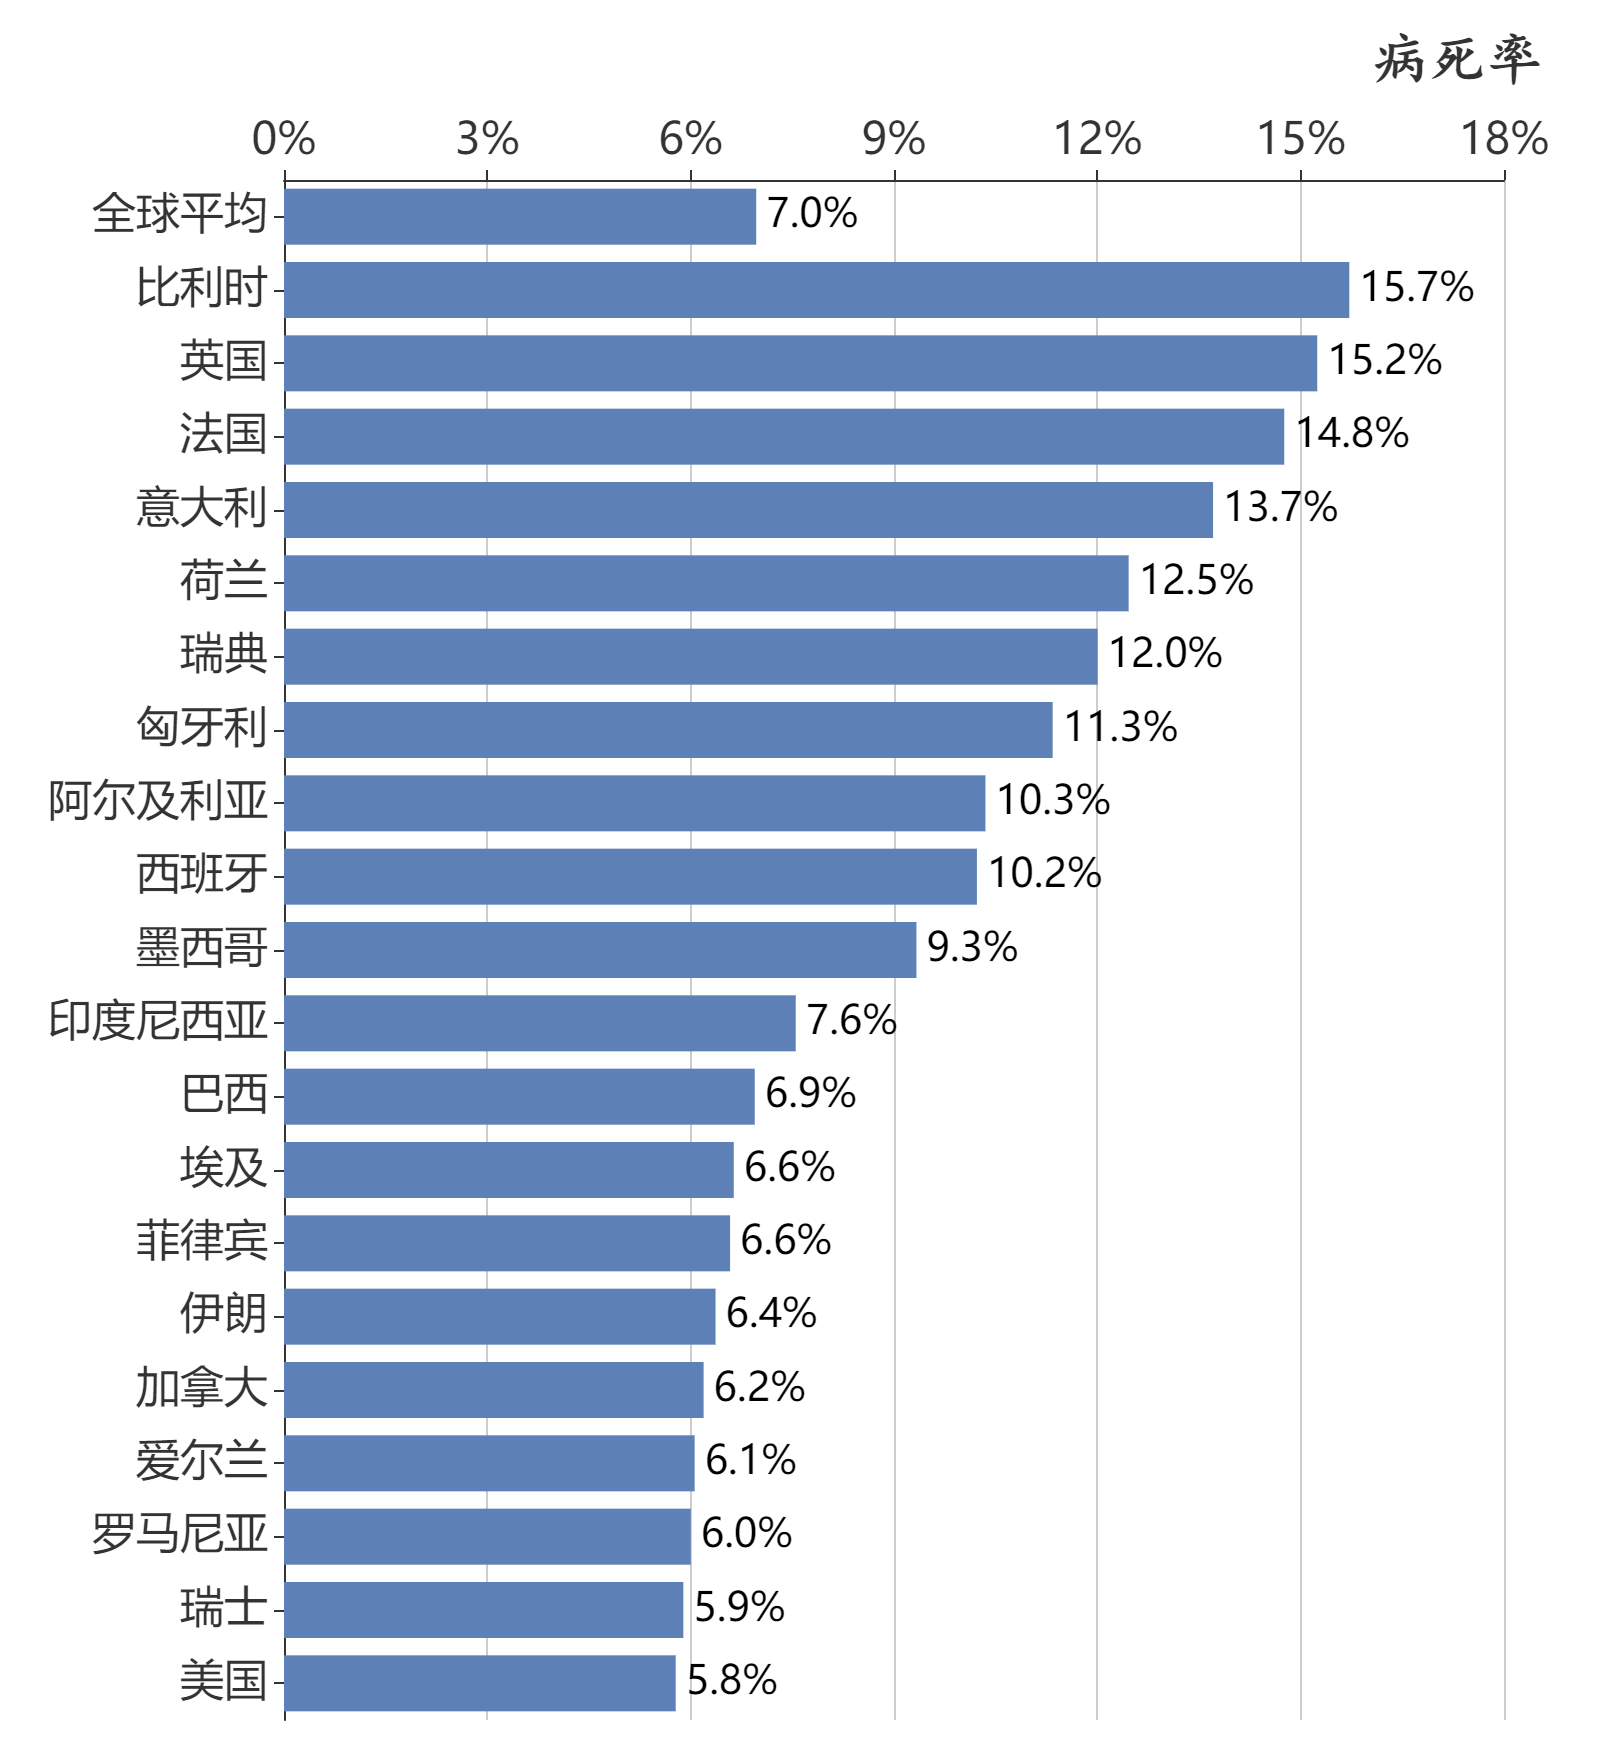 病死率
0% 3% 6% 9% 12% 15% 18%
全球平均 7.0%
比利时 15.7%
英国 15.2%
法国 14.8%
意大利 13.7%
荷兰 12.5%
瑞典 12.0%
匈牙利 11.3%
阿尔及利亚 10.3%
西班牙 10.2%
墨西哥 9.3%
印度尼西亚 7.6%
巴西 6.9%
埃及 6.6%
菲律宾 6.6%
伊朗 6.4%
加拿大 6.2%
爱尔兰 6.1%
罗马尼亚 6.0%
瑞士 5.9%
美国 5.8%